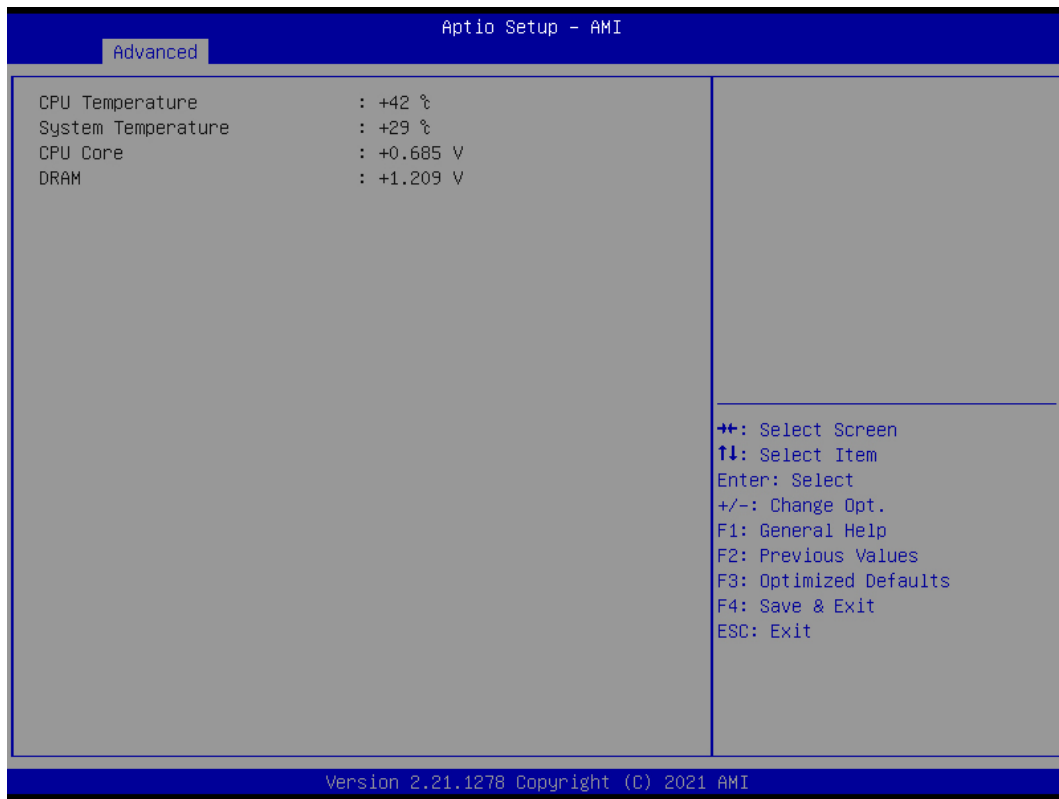 Aptio Setup – AMI
Advanced
CPU Temperature : +42 ℃
System Temperature : +29 ℃
CPU Core : +0.685 V
DRAM : +1.209 V
→←: Select Screen
↑↓: Select Item
Enter: Select
+/-: Change Opt.
F1: General Help
F2: Previous Values
F3: Optimized Defaults
F4: Save & Exit
ESC: Exit
Version 2.21.1278 Copyright (C) 2021 AMI